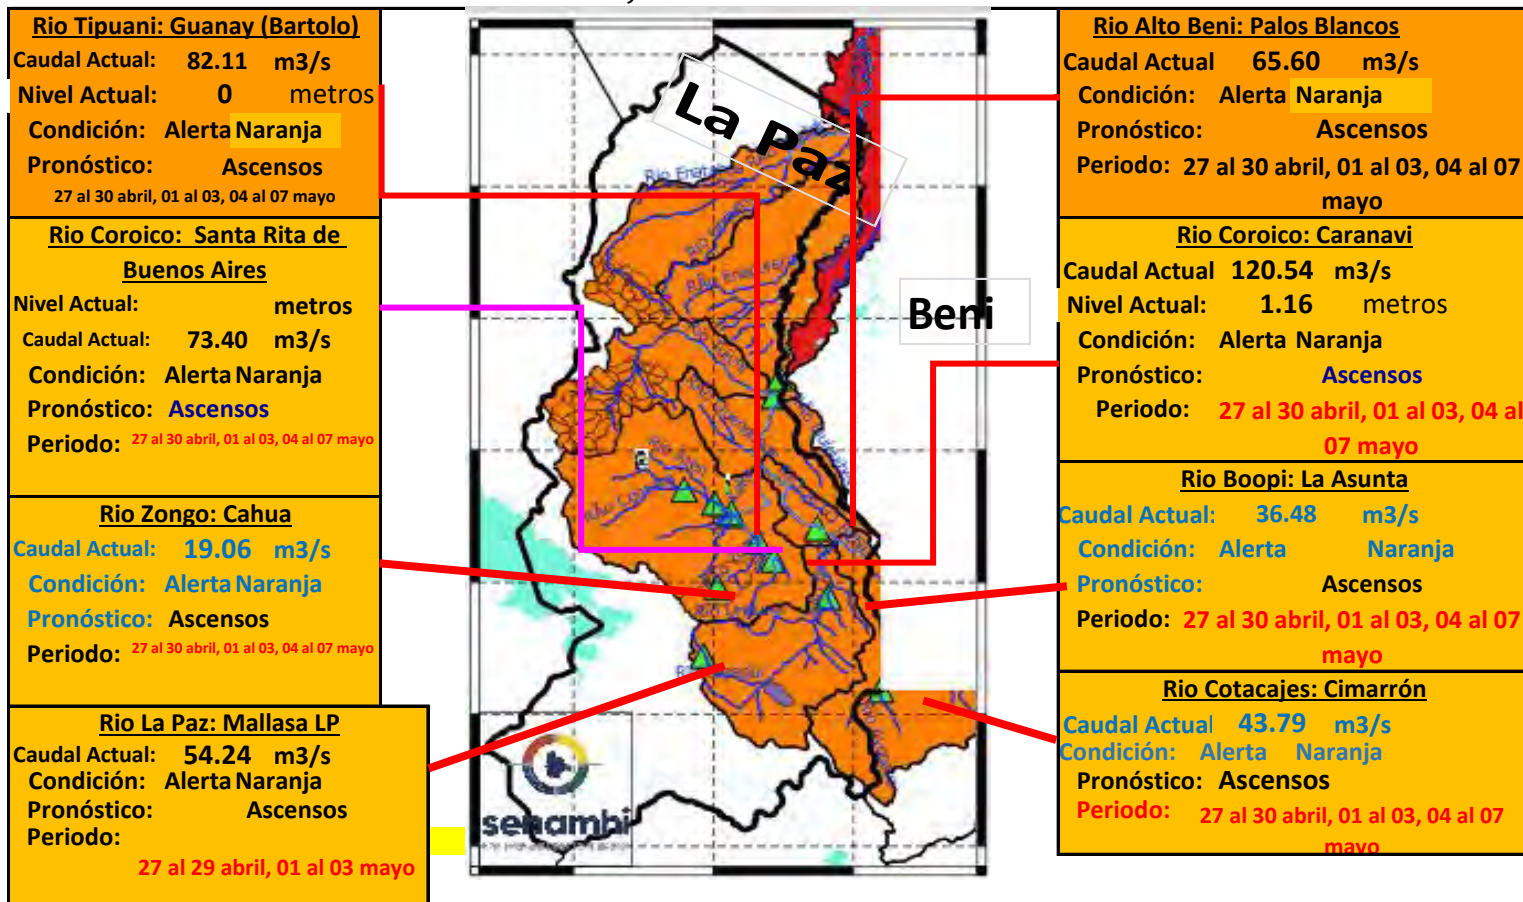 Rio Tipuani: Guanay (Bartolo)
Caudal Actual: 82.11 m3/s
Nivel Actual: 0 metros
Condición: Alerta Naranja
Pronóstico: Ascensos
27 al 30 abril, 01 al 03, 04 al 07 mayo
Rio Coroico: Santa Rita de
Buenos Aires
Nivel Actual: metros
Caudal Actual: 73.40 m3/s
Condición: Alerta Naranja
Pronóstico: Ascensos
Periodo: 27 al 30 abril, 01 al 03, 04 al 07 mayo
Rio Zongo: Cahua
Caudal Actual: 19.06 m3/s
Condición: Alerta Naranja
Pronóstico: Ascensos
Periodo: 27 al 30 abril, 01 al 03, 04 al 07 mayo
Rio La Paz: Mallasa LP
Caudal Actual: 54.24 m3/s
Condición: Alerta Naranja
Pronóstico: Ascensos
Periodo:
27 al 29 abril, 01 al 03 mayo
La Paz
Beni
senamhi
Rio Alto Beni: Palos Blancos
Caudal Actual 65.60 m3/s
Condición: Alerta Naranja
Pronóstico: Ascensos
Periodo: 27 al 30 abril, 01 al 03, 04 al 07
mayo
Rio Coroico: Caranavi
Caudal Actual 120.54 m3/s
Nivel Actual: 1.16 metros
Condición: Alerta Naranja
Pronóstico: Ascensos
Periodo: 27 al 30 abril, 01 al 03, 04 al
07 mayo
Rio Boopi: La Asunta
Caudal Actual: 36.48 m3/s
Condición: Alerta Naranja
Pronóstico: Ascensos
Periodo: 27 al 30 abril, 01 al 03, 04 al 07
mayo
Rio Cotacajes: Cimarrón
Caudal Actual 43.79 m3/s
Condición: Alerta Naranja
Pronóstico: Ascensos
Periodo: 27 al 30 abril, 01 al 03, 04 al 07
mayo